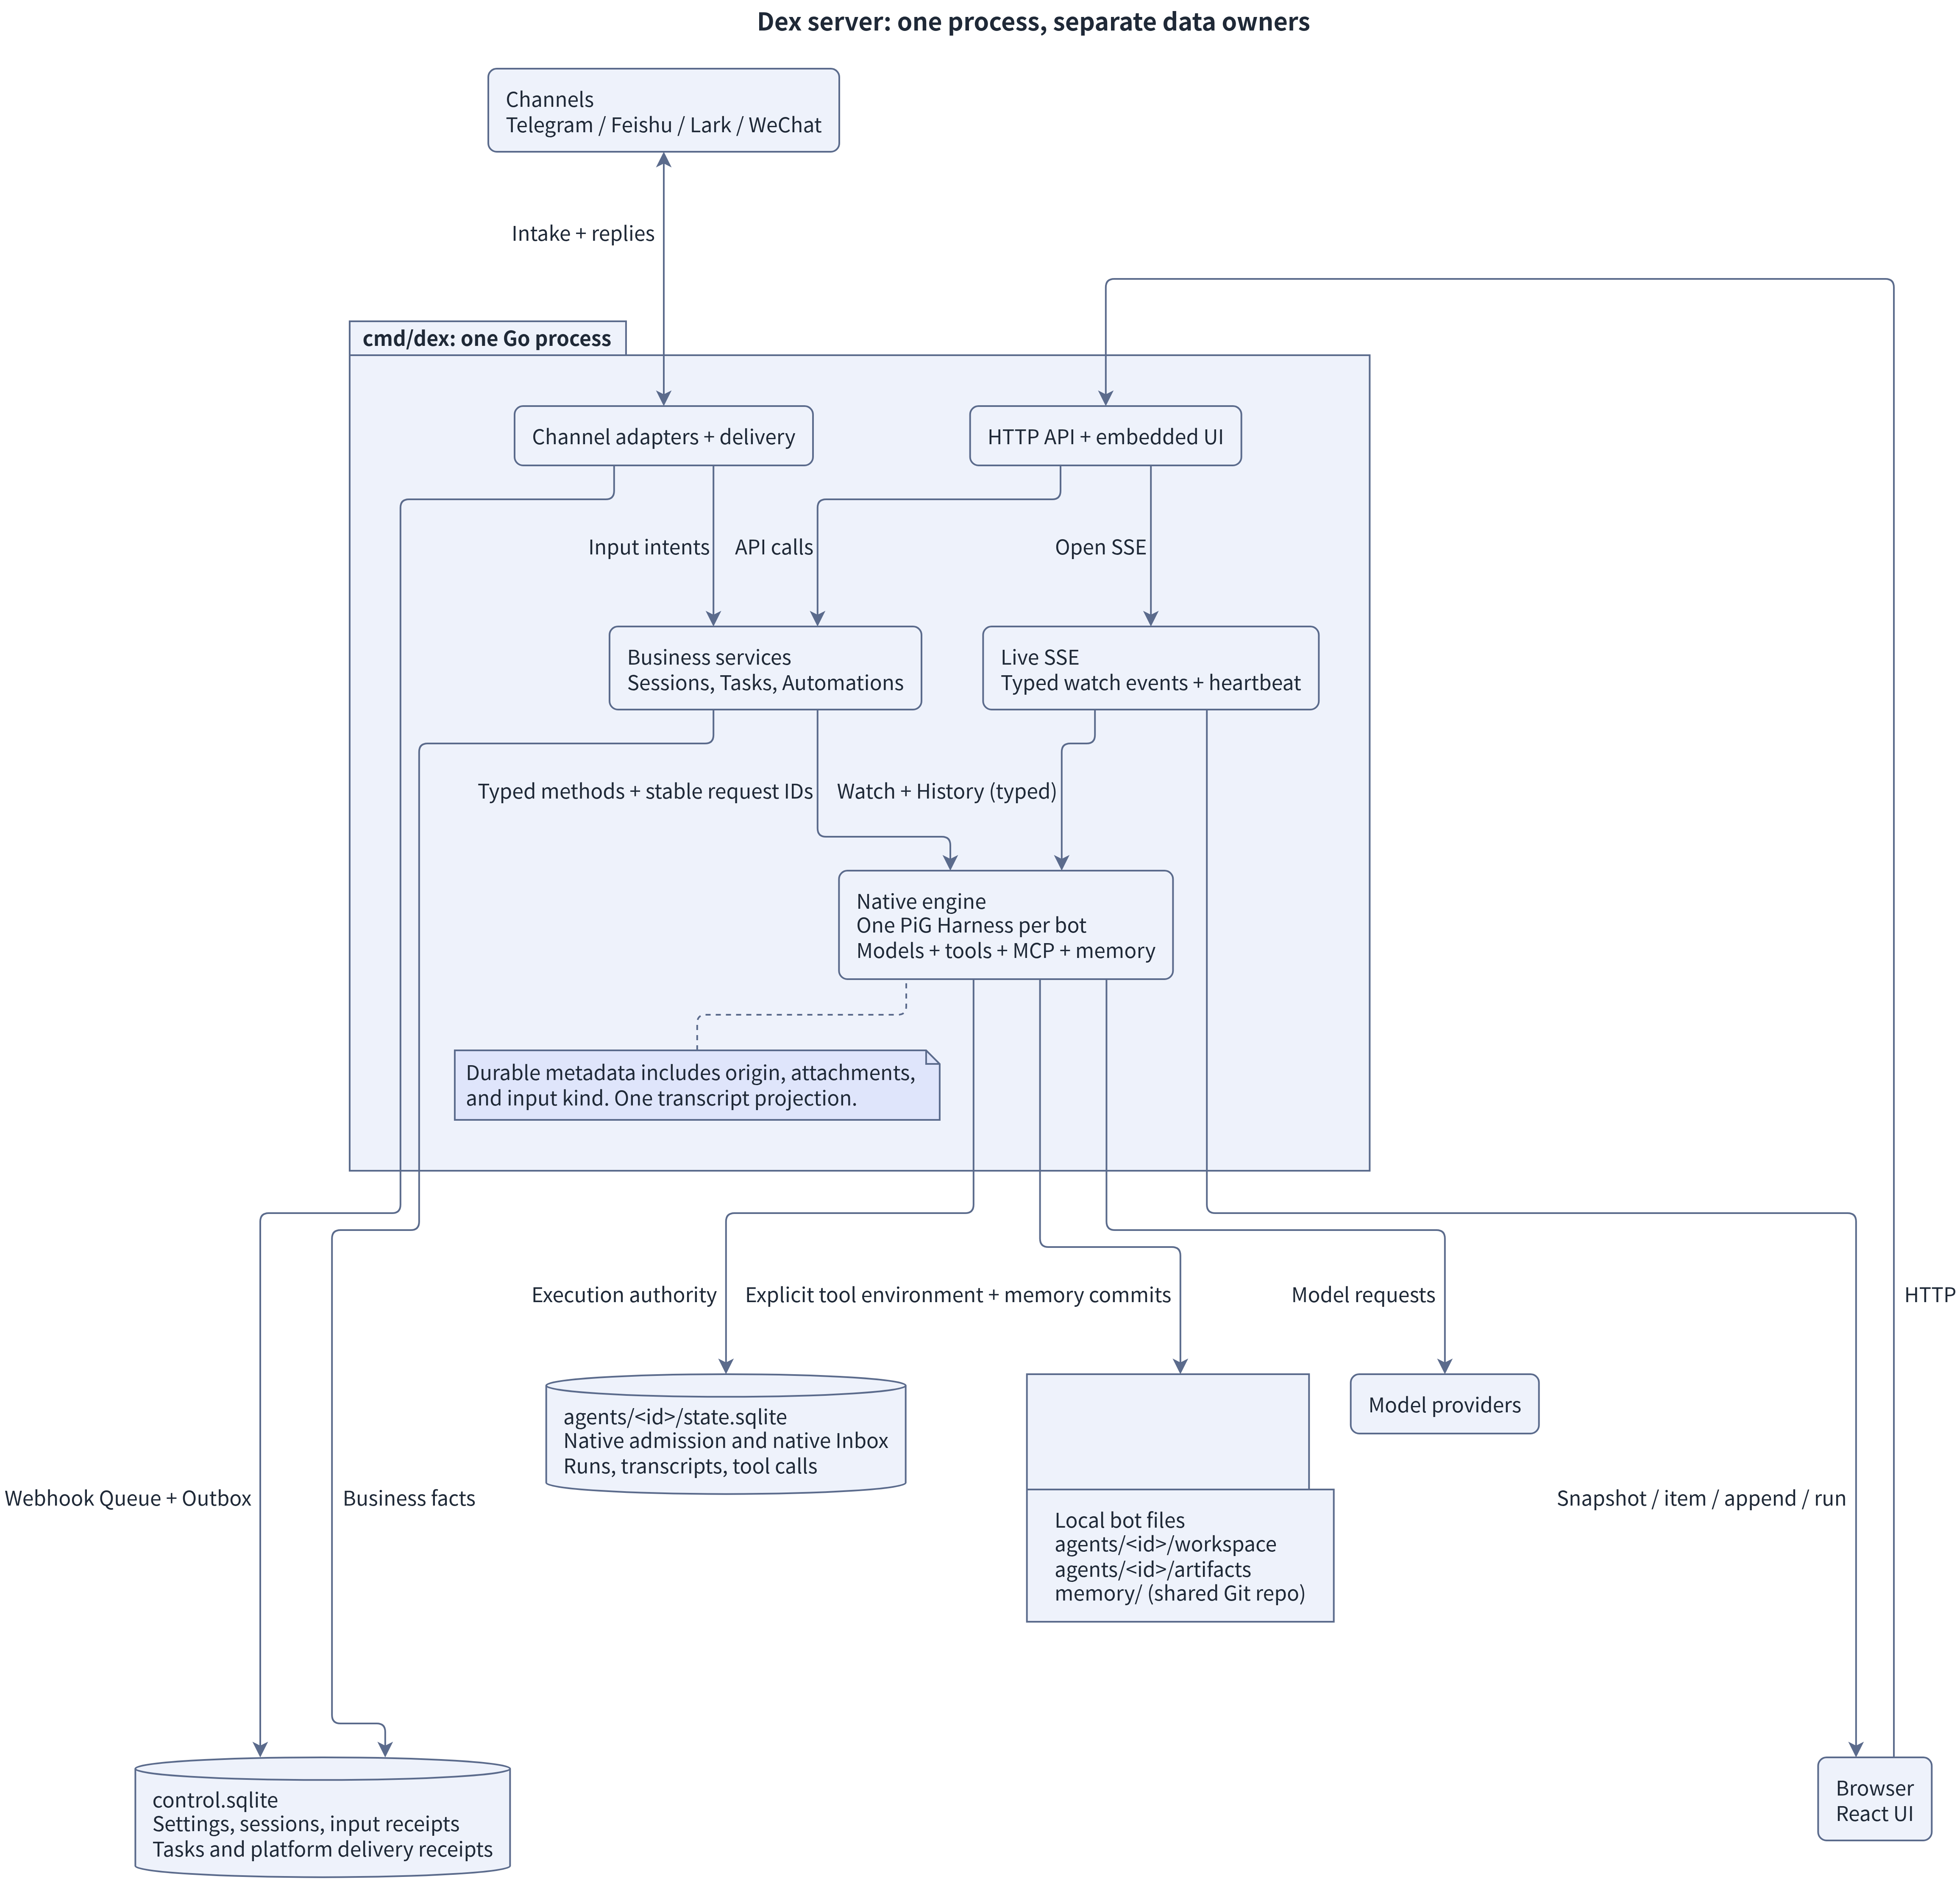 Dex server: one process, separate data owners
Channels
Telegram / Feishu / Lark / WeChat
Intake + replies
cmd/dex: one Go process
Channel adapters + delivery
HTTP API + embedded UI
Input intents
API calls
Open SSE
Business services
Sessions, Tasks, Automations
Live SSE
Typed watch events + heartbeat
Typed methods + stable request IDs
Watch + History (typed)
Native engine
One PiG Harness per bot
Models + tools + MCP + memory
Durable metadata includes origin, attachments,
and input kind. One transcript projection.
Execution authority
Explicit tool environment + memory commits
Model requests
HTTP
agents/<id>/state.sqlite
Native admission and native Inbox
Runs, transcripts, tool calls
Model providers
Webhook Queue + Outbox
Business facts
Snapshot / item / append / run
Local bot files
agents/<id>/workspace
agents/<id>/artifacts
memory/ (shared Git repo)
control.sqlite
Settings, sessions, input receipts
Tasks and platform delivery receipts
Browser
React UI